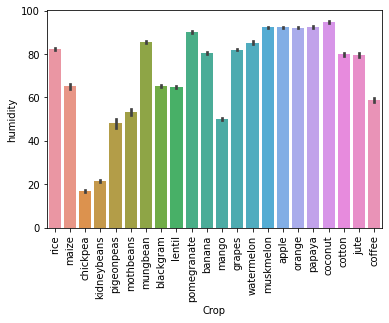 100
80
60
40
20
0
humidity
rice
maize
chickpea
kidneybeans
pigeonpeas
mothbeans
mungbean
blackgram
lentil
pomegranate
banana
mango
grapes
watermelon
muskmelon
apple
orange
papaya
coconut
cotton
jute
coffee
Crop